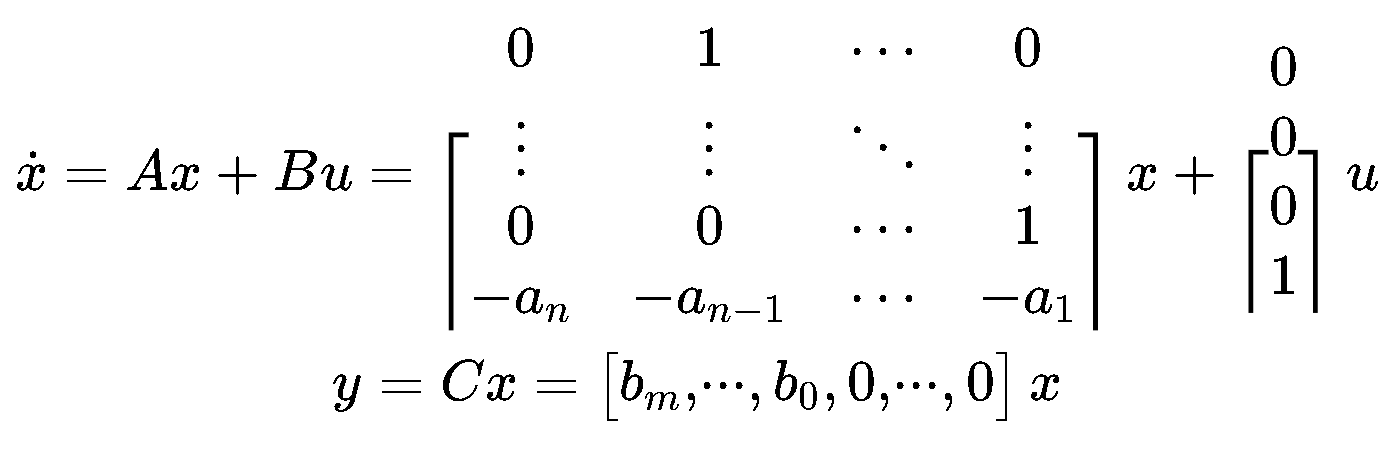 ẋ = Ax + Bu = [0 1 ⋯ 0; ⋮ ⋮ ⋱ ⋮; 0 0 ⋯ 1; −aₙ −aₙ₋₁ ⋯ −a₁] x + [0; 0; 0; 1] u
y = Cx = [bₘ,⋯, b₀, 0,⋯, 0] x